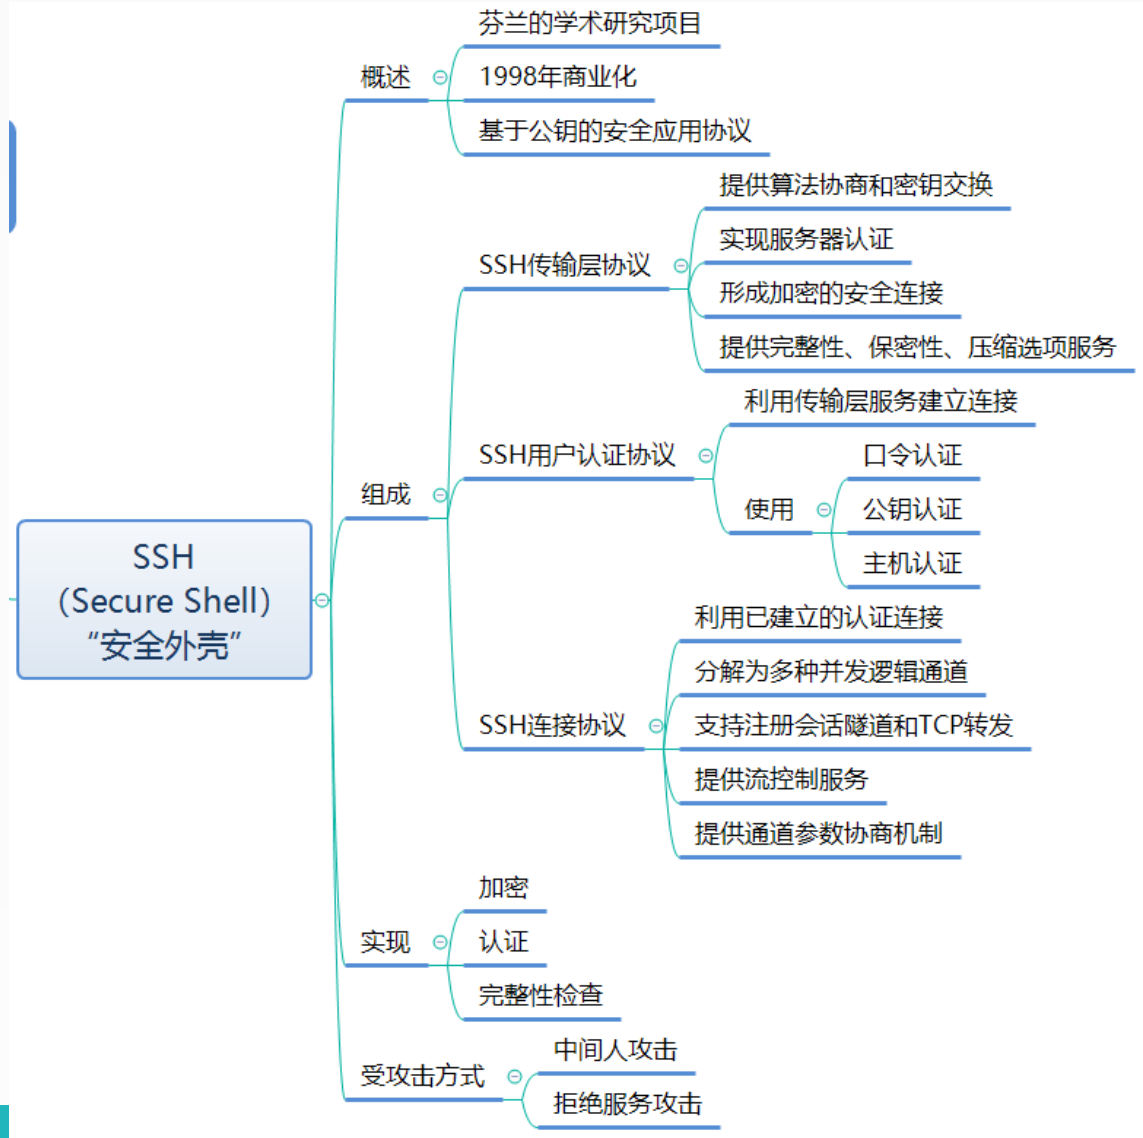 SSH
（Secure Shell）
“安全外壳”
概述
芬兰的学术研究项目
1998年商业化
基于公钥的安全应用协议
组成
SSH传输层协议
提供算法协商和密钥交换
实现服务器认证
形成加密的安全连接
提供完整性、保密性、压缩选项服务
SSH用户认证协议
利用传输层服务建立连接
使用
口令认证
公钥认证
主机认证
SSH连接协议
利用已建立的认证连接
分解为多种并发逻辑通道
支持注册会话隧道和TCP转发
提供流控制服务
提供通道参数协商机制
实现
加密
认证
完整性检查
受攻击方式
中间人攻击
拒绝服务攻击